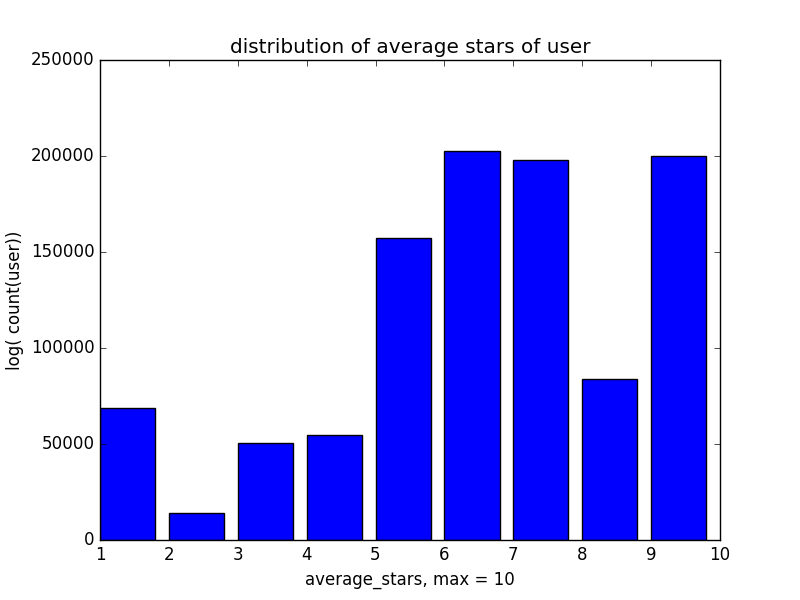 distribution of average stars of user
250000
200000
150000
100000
50000
0
log( count(user))
1 2 3 4 5 6 7 8 9 10
average_stars, max = 10